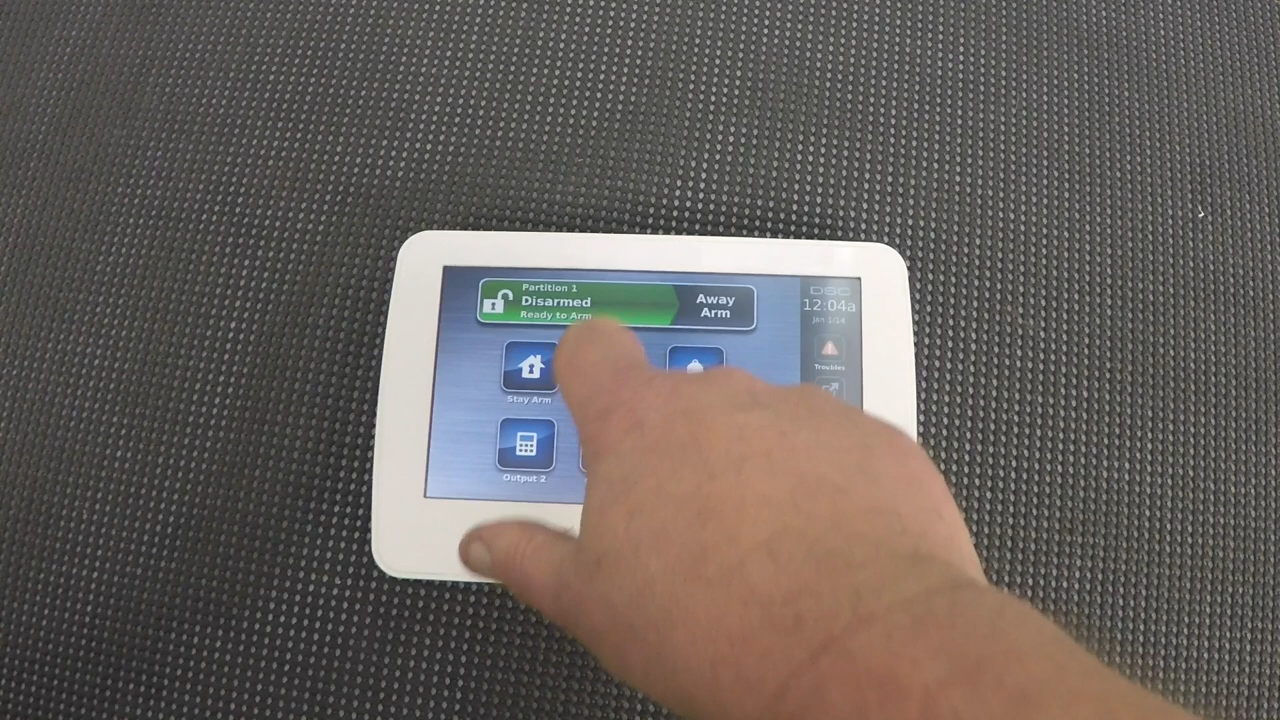 Partition 1
Disarmed
Ready to Arm
Away
Arm
DSC
12:04a
Jan 1/14
Troubles
Stay Arm
Output 2